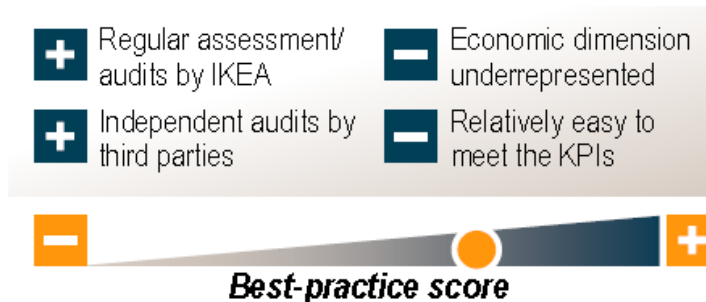 + Regular assessment/
audits by IKEA
+ Independent audits by
third parties
− Economic dimension
underrepresented
− Relatively easy to
meet the KPIs
− +
Best-practice score